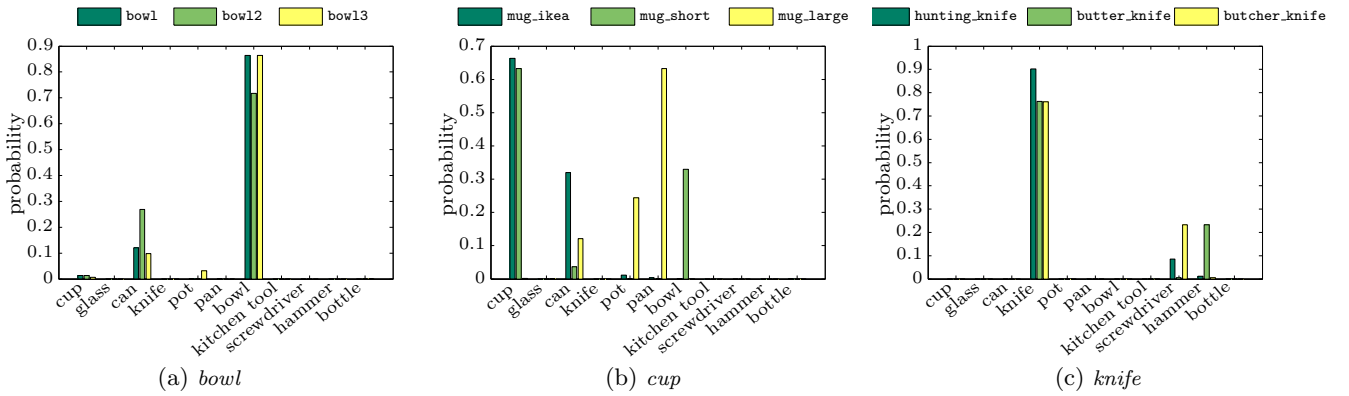 bowl bowl2 bowl3
probability
0.9
0.8
0.7
0.6
0.5
0.4
0.3
0.2
0.1
0
cup glass can knife pot pan bowl kitchen tool screwdriver hammer bottle
(a) bowl
mug_ikea mug_short mug_large
probability
0.7
0.6
0.5
0.4
0.3
0.2
0.1
0
cup glass can knife pot pan bowl kitchen tool screwdriver hammer bottle
(b) cup
hunting_knife butter_knife butcher_knife
probability
1
0.9
0.8
0.7
0.6
0.5
0.4
0.3
0.2
0.1
0
cup glass can knife pot pan bowl kitchen tool screwdriver hammer bottle
(c) knife